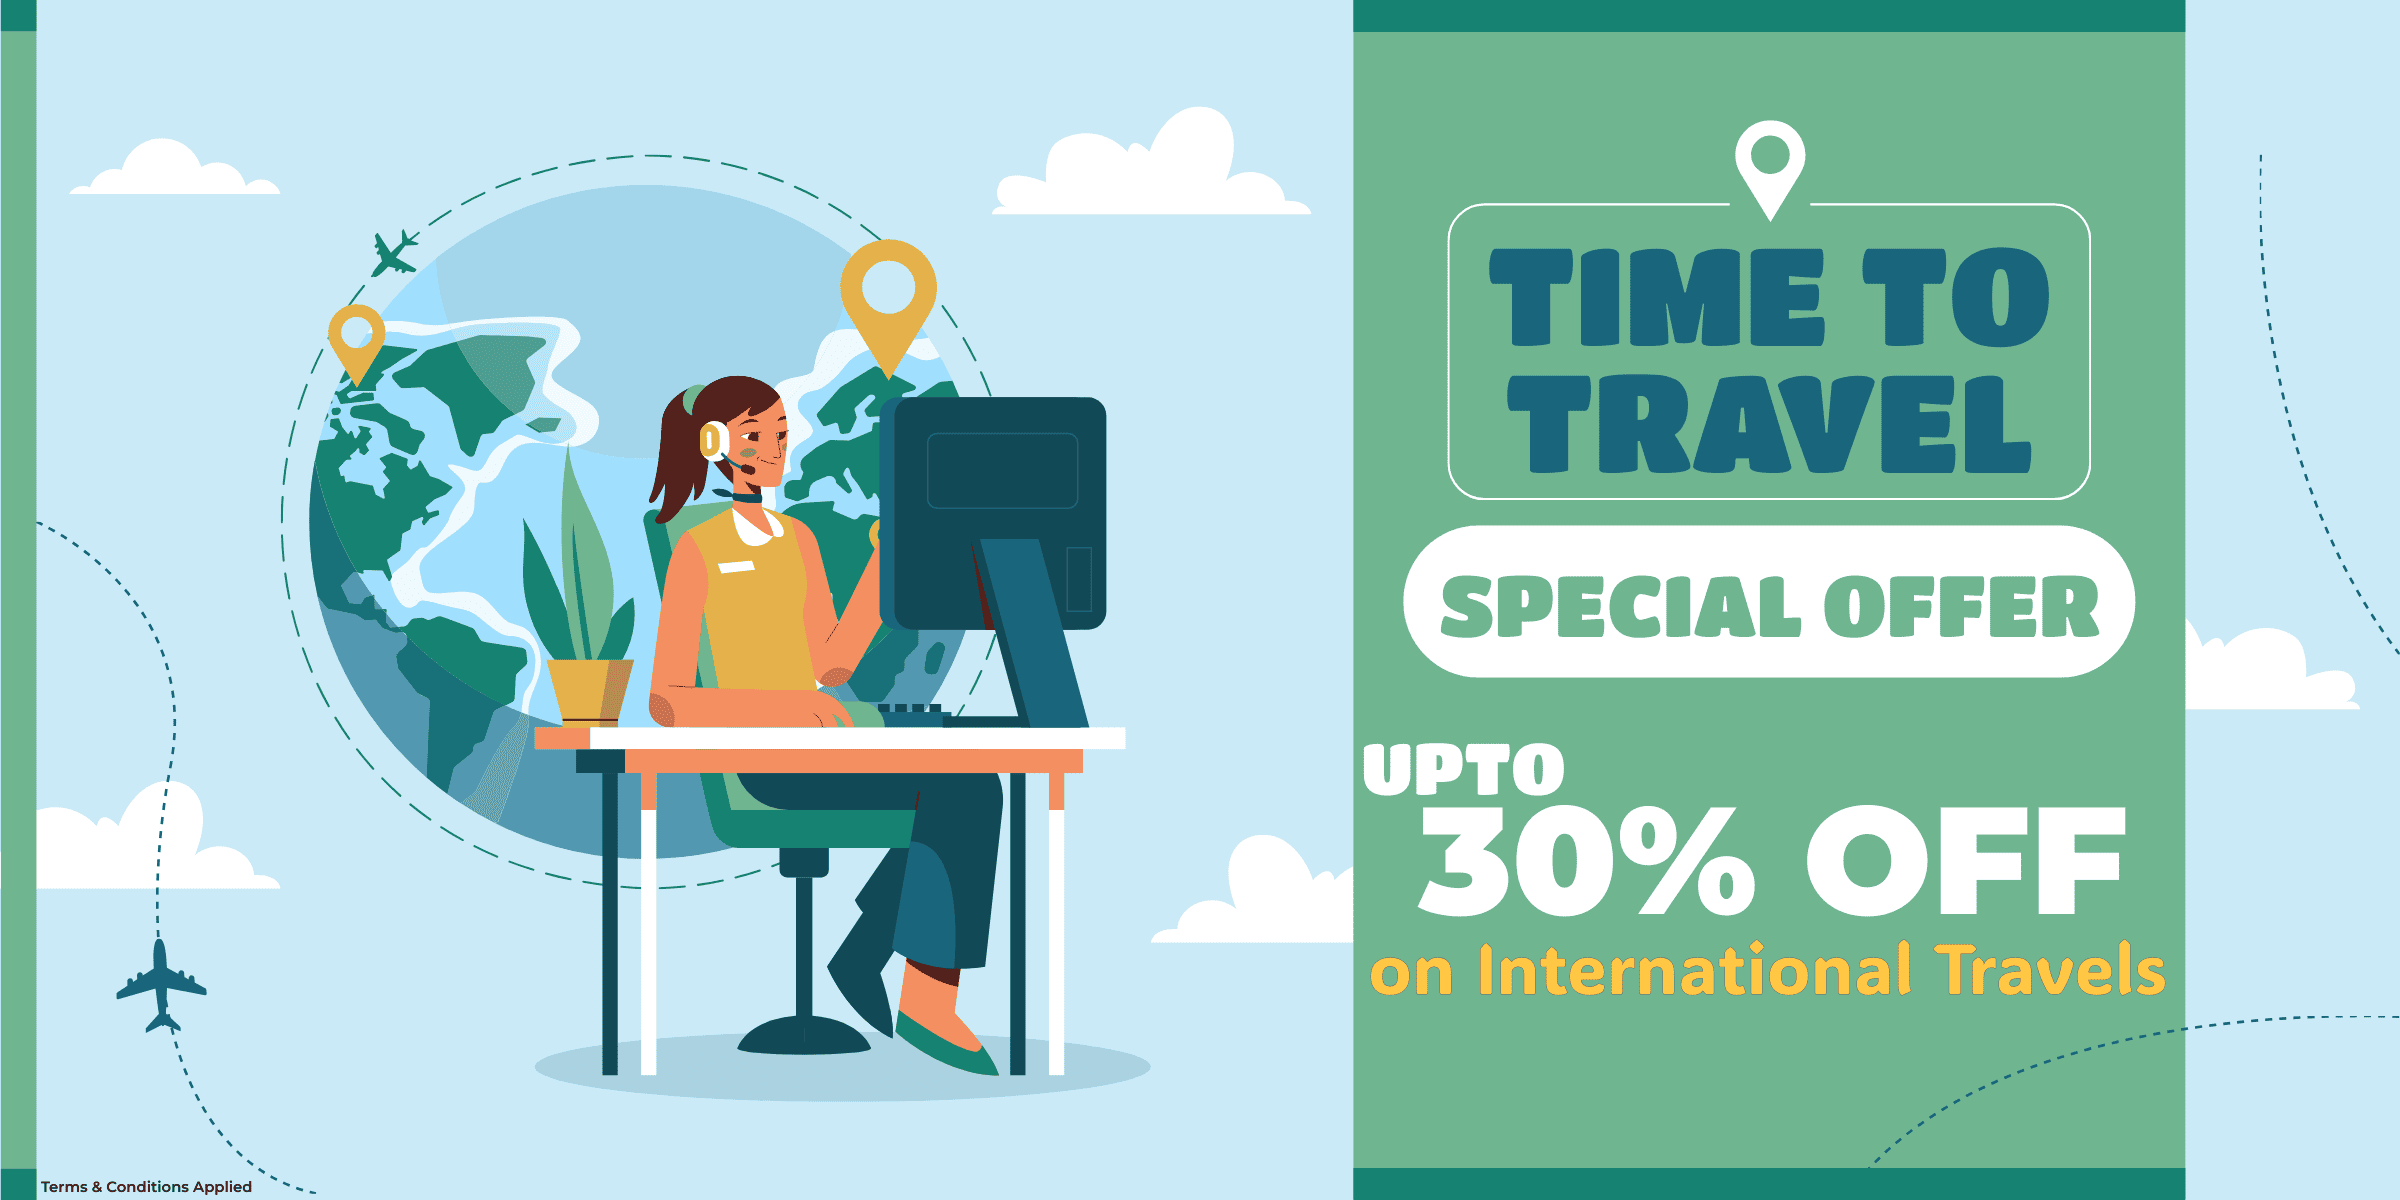 TIME TO
TRAVEL
SPECIAL OFFER
UPTO
30% OFF
on International Travels
Terms & Conditions Applied